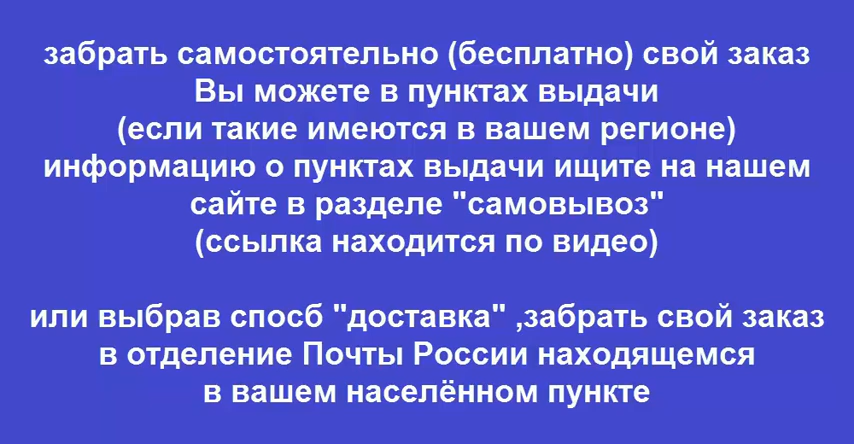 забрать самостоятельно (бесплатно) свой заказ
Вы можете в пунктах выдачи
(если такие имеются в вашем регионе)
информацию о пунктах выдачи ищите на нашем
сайте в разделе "самовывоз"
(ссылка находится по видео)
или выбрав спосб "доставка" ,забрать свой заказ
в отделение Почты России находящемся
в вашем населённом пункте